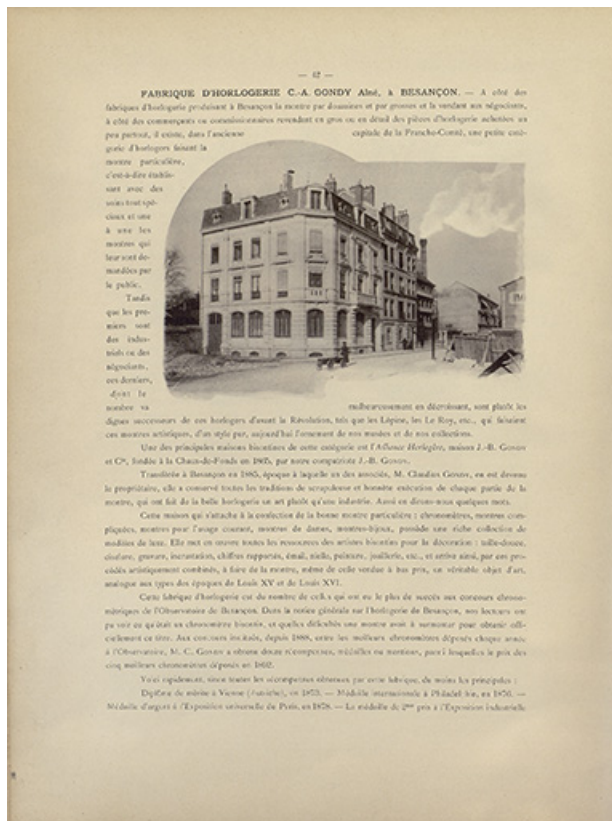 — 42 —
FABRIQUE D'HORLOGERIE C.-A. GONDY Aîné, à BESANÇON. — A côté des
fabriques d'horlogerie produisant à Besançon la montre par douzaines et par grosses et la vendant aux négociants,
à côté des commerçants ou commissionnaires revendant en gros ou en détail des pièces d'horlogerie achetées un
peu partout, il existe, dans l'ancienne capitale de la Franche-Comté, une petite caté-
gorie d'horlogers faisant la
montre particulière,
c'est-à-dire établis-
sant avec des
soins tout spé-
ciaux et une
à une les
montres qui
leur sont de-
mandées par
le public.
Tandis
que les pre-
miers sont
des indus-
triels ou des
négociants,
ces derniers,
dont le
nombre va malheureusement en décroissant, sont plutôt les
dignes successeurs de ces horlogers d'avant la Révolution, tels que les Lépine, les Le Roy, etc., qui faisaient
ces montres artistiques, d'un style pur, aujourd'hui l'ornement de nos musées et de nos collections.
Une des principales maisons bisontines de cette catégorie est l'Alliance Horlogère, maison J.-B. GONDY
et Cie, fondée à la Chaux-de-Fonds en 1865, par notre compatriote J.-B. GONDY.
Transférée à Besançon en 1885, époque à laquelle un des associés, M. Claudius GONDY, en est devenu
le propriétaire, elle a conservé toutes les traditions de scrupuleuse et honnête exécution de chaque partie de la
montre, qui ont fait de la belle horlogerie un art plutôt qu'une industrie. Aussi en dirons-nous quelques mots.
Cette maison qui s'attache à la confection de la bonne montre particulière : chronomètres, montres com-
pliquées, montres pour l'usage courant, montres de dames, montres-bijoux, possède une riche collection de
modèles de luxe. Elle met en œuvre toutes les ressources des artistes bisontins pour la décoration : taille-douce,
ciselure, gravure, incrustation, chiffres rapportés, émail, nielle, peinture, joaillerie, etc., et arrive ainsi, par ces pro-
cédés artistiquement combinés, à faire de la montre, même de celle vendue à bas prix, un véritable objet d'art,
analogue aux types des époques de Louis XV et de Louis XVI.
Cette fabrique d'horlogerie est du nombre de celles qui ont eu le plus de succès aux concours chrono-
métriques de l'Observatoire de Besançon. Dans la notice générale sur l'horlogerie de Besançon, nos lecteurs ont
pu voir ce qu'était un chronomètre bisontin, et quelles difficultés une montre avait à surmonter pour obtenir offi-
ciellement ce titre. Aux concours institués, depuis 1888, entre les meilleurs chronomètres déposés chaque année
à l'Observatoire, M. C. GONDY a obtenu douze récompenses, médailles ou mentions, parmi lesquelles le prix des
cinq meilleurs chronomètres déposés en 1892.
Voici rapidement, sinon toutes les récompenses obtenues par cette fabrique, du moins les principales :
Diplôme de mérite à Vienne (Autriche), en 1873. — Médaille internationale à Philadelphie, en 1876. —
Médaille d'argent à l'Exposition universelle de Paris, en 1878. — La médaille de 2me prix à l'Exposition industrielle